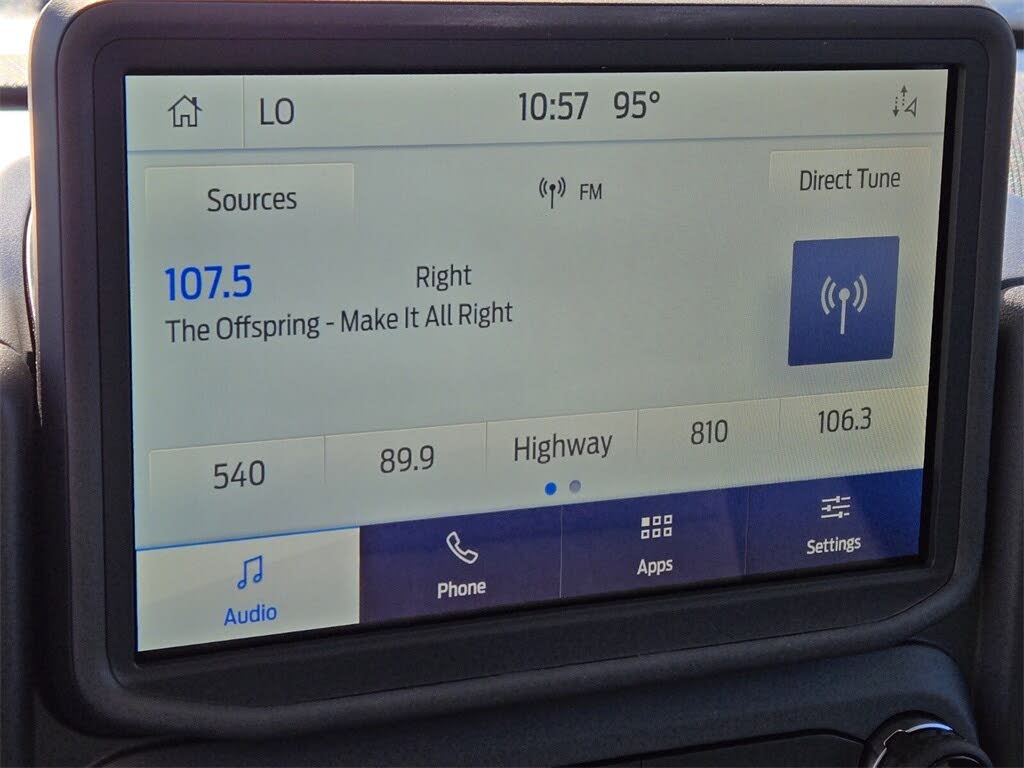 LO 10:57 95°
Sources FM Direct Tune
107.5 Right
The Offspring - Make It All Right
540 89.9 Highway 810 106.3
Audio Phone Apps Settings